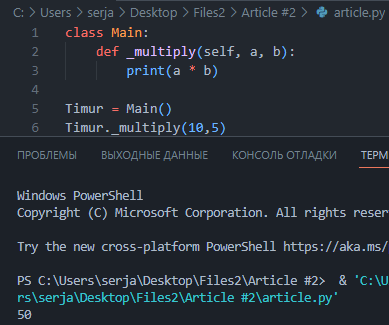 C: > Users > serja > Desktop > Files2 > Article #2 > article.py
1 class Main:
2 def _multiply(self, a, b):
3 print(a * b)
4
5 Timur = Main()
6 Timur._multiply(10,5)
ПРОБЛЕМЫ ВЫХОДНЫЕ ДАННЫЕ КОНСОЛЬ ОТЛАДКИ ТЕРМ
Windows PowerShell
Copyright (C) Microsoft Corporation. All rights reser
Try the new cross-platform PowerShell https://aka.ms/
PS C:\Users\serja\Desktop\Files2\Article #2> & 'C:\U
rs\serja\Desktop\Files2\Article #2\article.py'
50